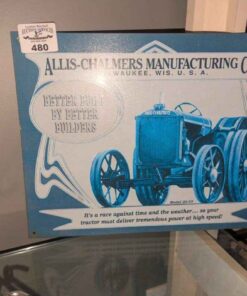 480
ALLIS-CHALMERS MANUFACTURING C
MILWAUKEE, WIS. U. S. A.
BETTER BUILT
BY BETTER
BUILDERS
It's a race against time and the weather.... so your
tractor must deliver tremendous power at high speed!